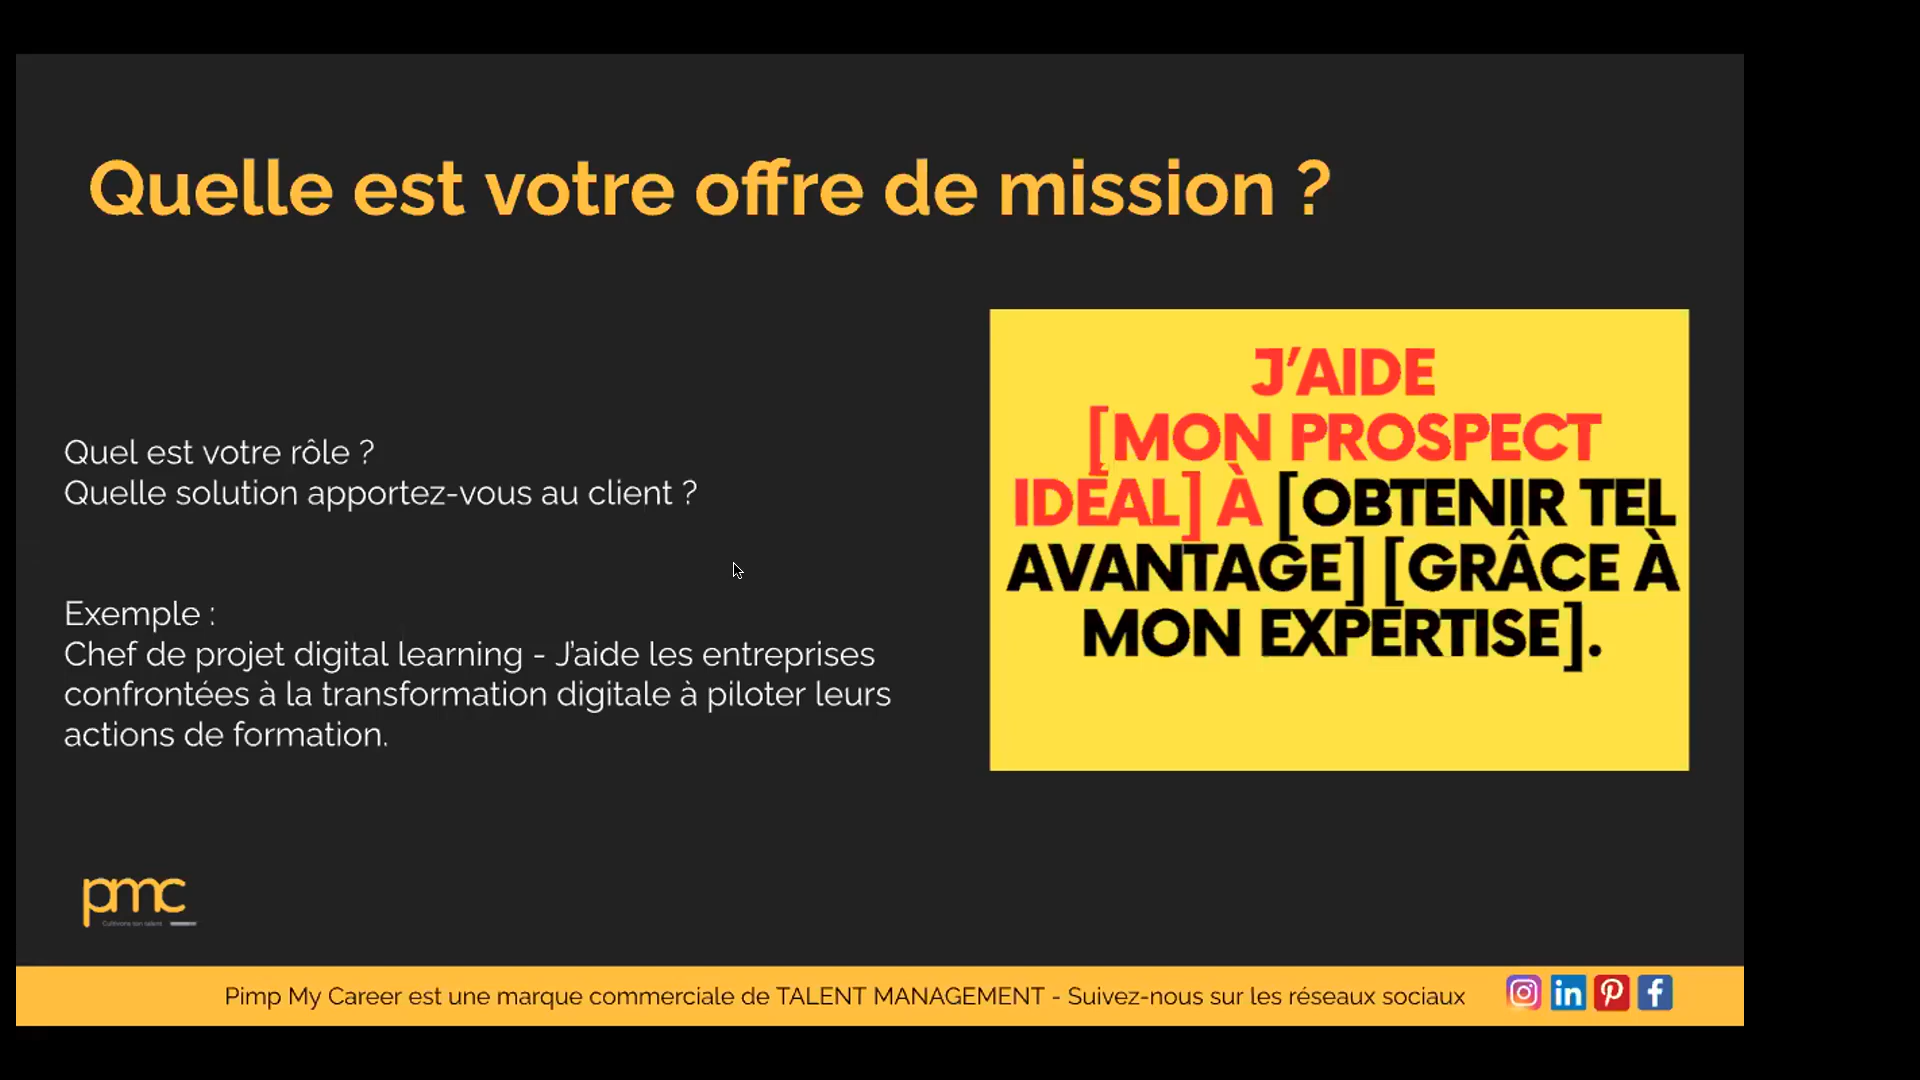 Quelle est votre offre de mission ?
Quel est votre rôle ?
Quelle solution apportez-vous au client ?
Exemple :
Chef de projet digital learning - J'aide les entreprises
confrontées à la transformation digitale à piloter leurs
actions de formation.
J'AIDE
[MON PROSPECT
IDÉAL] À [OBTENIR TEL
AVANTAGE] [GRÂCE À
MON EXPERTISE].
pmc
Cultivons ton talent
Pimp My Career est une marque commerciale de TALENT MANAGEMENT - Suivez-nous sur les réseaux sociaux